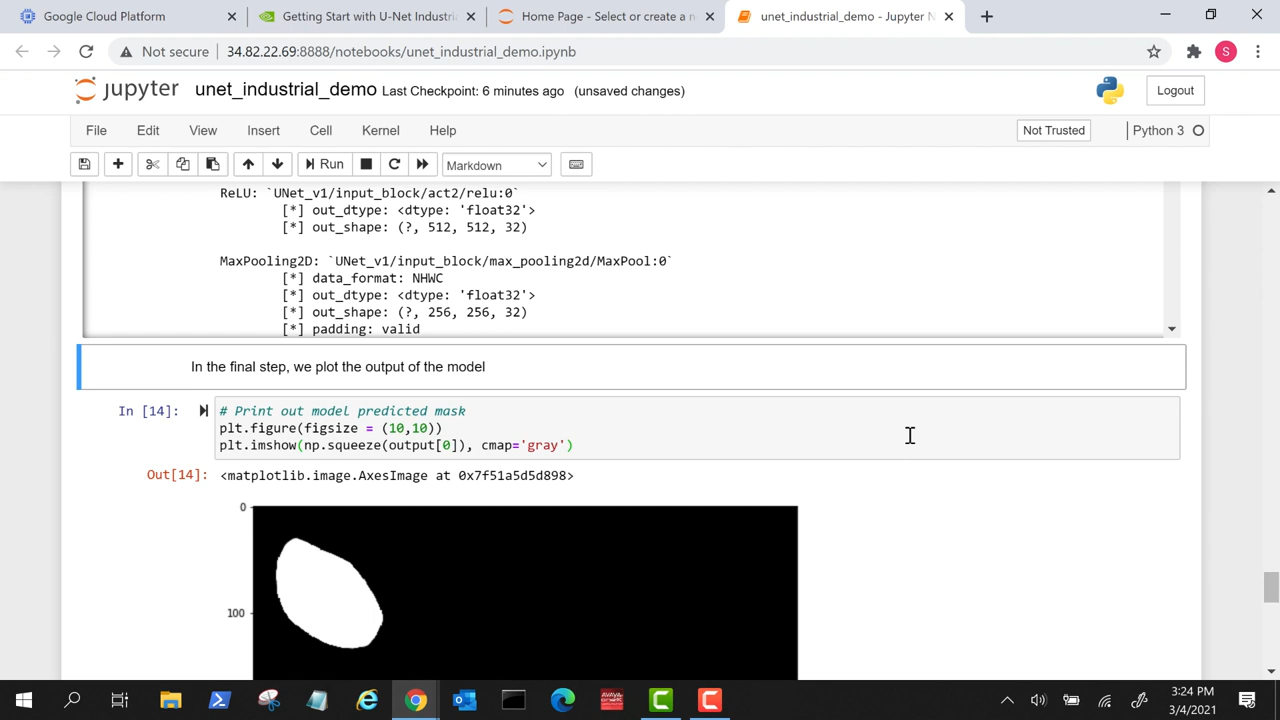 Google Cloud Platform
Getting Start with U-Net Industri
Home Page - Select or create a n
unet_industrial_demo - Jupyter N
Not secure
34.82.22.69:8888/notebooks/unet_industrial_demo.ipynb
S
jupyter
unet_industrial_demo Last Checkpoint: 6 minutes ago (unsaved changes)
Logout
File Edit View Insert Cell Kernel Help
Not Trusted
Python 3
Run
Markdown
ReLU: `UNet_v1/input_block/act2/relu:0`
[*] out_dtype: <dtype: 'float32'>
[*] out_shape: (?, 512, 512, 32)
MaxPooling2D: `UNet_v1/input_block/max_pooling2d/MaxPool:0`
[*] data_format: NHWC
[*] out_dtype: <dtype: 'float32'>
[*] out_shape: (?, 256, 256, 32)
[*] padding: valid
In the final step, we plot the output of the model
In [14]:
# Print out model predicted mask
plt.figure(figsize = (10,10))
plt.imshow(np.squeeze(output[0]), cmap='gray')
Out[14]:
<matplotlib.image.AxesImage at 0x7f51a5d5d898>
0
100
3:24 PM
3/4/2021